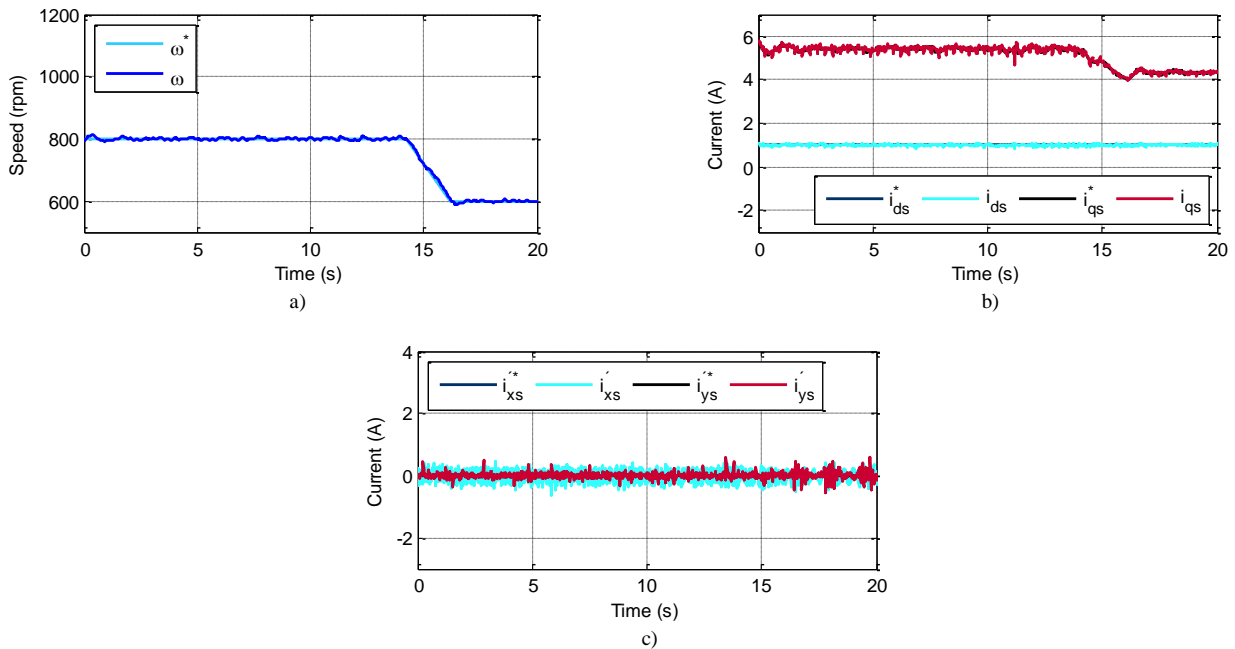 1200
1000
800
600
Speed (rpm)
ω*
ω
0 5 10 15 20
Time (s)
a)
6
4
2
0
-2
Current (A)
i*ds ids i*qs iqs
0 5 10 15 20
Time (s)
b)
4
2
0
-2
Current (A)
i´*xs i´xs i´*ys i´ys
0 5 10 15 20
Time (s)
c)